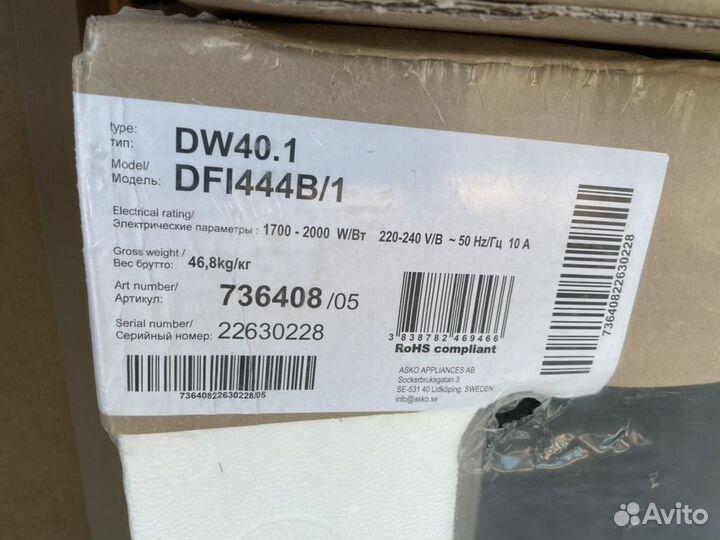 type:
тип:
DW40.1
Model/
Модель:
DFI444B/1
Electrical rating/
Электрические параметры : 1700 - 2000 W/Вт 220-240 V/В ~ 50 Hz/Гц 10 A
Gross weight /
Вес брутто: 46,8kg/кг
Art number/
Артикул:
736408 /05
Serial number/
Серийный номер: 22630228
73640822630228/05
3 838782 469466
RoHS compliant
ASKO APPLIANCES AB
Sockerbruksgatan 3
SE-531 40 Lidköping, SWEDEN
info@asko.se
73640822630228
Avito